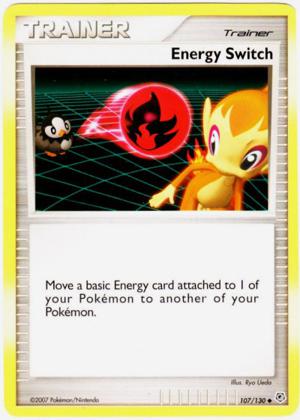 TRAINER
Trainer
Energy Switch
Move a basic Energy card attached to 1 of
your Pokémon to another of your
Pokémon.
Illus. Ryo Ueda
©2007 Pokémon/Nintendo
107/130